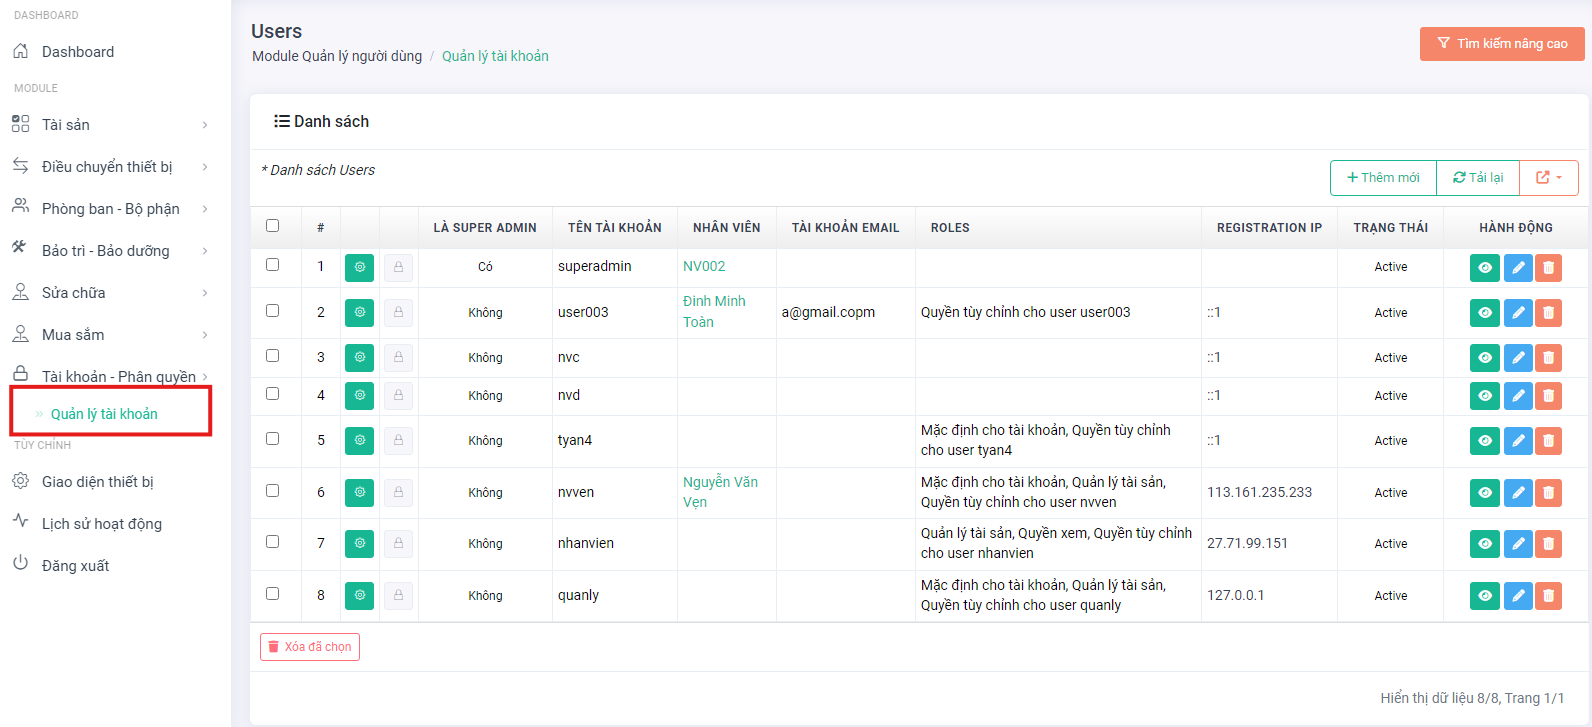 DASHBOARD
Dashboard
MODULE
Tài sản
Điều chuyển thiết bị
Phòng ban - Bộ phận
Bảo trì - Bảo dưỡng
Sửa chữa
Mua sắm
Tài khoản - Phân quyền
» Quản lý tài khoản
TÙY CHỈNH
Giao diện thiết bị
Lịch sử hoạt động
Đăng xuất
Users
Module Quản lý người dùng / Quản lý tài khoản
Tìm kiếm nâng cao
Danh sách
* Danh sách Users
+ Thêm mới Tải lại
# LÀ SUPER ADMIN TÊN TÀI KHOẢN NHÂN VIÊN TÀI KHOẢN EMAIL ROLES REGISTRATION IP TRẠNG THÁI HÀNH ĐỘNG
1 Có superadmin NV002 Active
2 Không user003 Đinh Minh Toàn a@gmail.copm Quyền tùy chỉnh cho user user003 ::1 Active
3 Không nvc ::1 Active
4 Không nvd ::1 Active
5 Không tyan4 Mặc định cho tài khoản, Quyền tùy chỉnh cho user tyan4 ::1 Active
6 Không nvven Nguyễn Văn Vẹn Mặc định cho tài khoản, Quản lý tài sản, Quyền tùy chỉnh cho user nvven 113.161.235.233 Active
7 Không nhanvien Quản lý tài sản, Quyền xem, Quyền tùy chỉnh cho user nhanvien 27.71.99.151 Active
8 Không quanly Mặc định cho tài khoản, Quản lý tài sản, Quyền tùy chỉnh cho user quanly 127.0.0.1 Active
Xóa đã chọn
Hiển thị dữ liệu 8/8, Trang 1/1